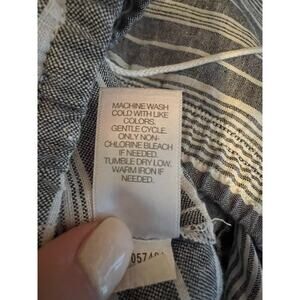 MACHINE WASH
COLD WITH LIKE
COLORS.
GENTLE CYCLE.
ONLY NON-
CHLORINE BLEACH
IF NEEDED.
TUMBLE DRY LOW.
WARM IRON IF
NEEDED.